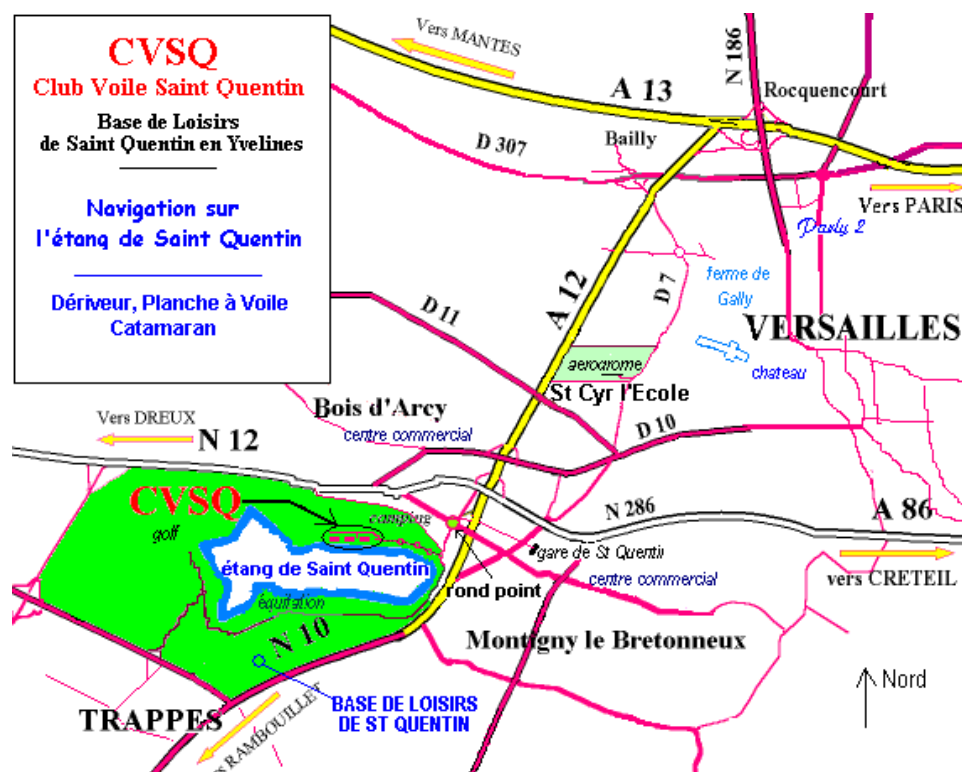 CVSQ
Club Voile Saint Quentin
Base de Loisirs
de Saint Quentin en Yvelines
Navigation sur
l'étang de Saint Quentin
Dériveur, Planche à Voile
Catamaran
Vers MANTES
A 13
N 186
Rocquencourt
Bailly
D 307
Vers PARIS
Parly 2
ferme de
Gally
D 7
A 12
D 11
VERSAILLES
chateau
aerodrome
St Cyr l'Ecole
Bois d'Arcy
centre commercial
D 10
Vers DREUX
N 12
CVSQ
camping
golf
N 286
A 86
gare de St Quentin
étang de Saint Quentin
centre commercial
vers CRETEIL
rond point
équitation
N 10
Montigny le Bretonneux
Nord
BASE DE LOISIRS
DE ST QUENTIN
TRAPPES
RAMBOUILLET